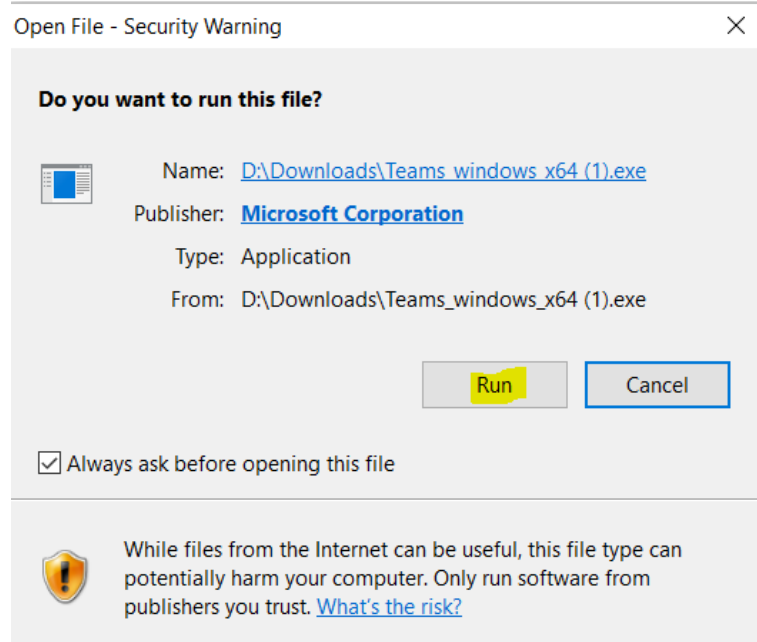 Open File - Security Warning
Do you want to run this file?
Name: D:\Downloads\Teams_windows_x64 (1).exe
Publisher: Microsoft Corporation
Type: Application
From: D:\Downloads\Teams_windows_x64 (1).exe
Run Cancel
Always ask before opening this file
While files from the Internet can be useful, this file type can
potentially harm your computer. Only run software from
publishers you trust. What's the risk?